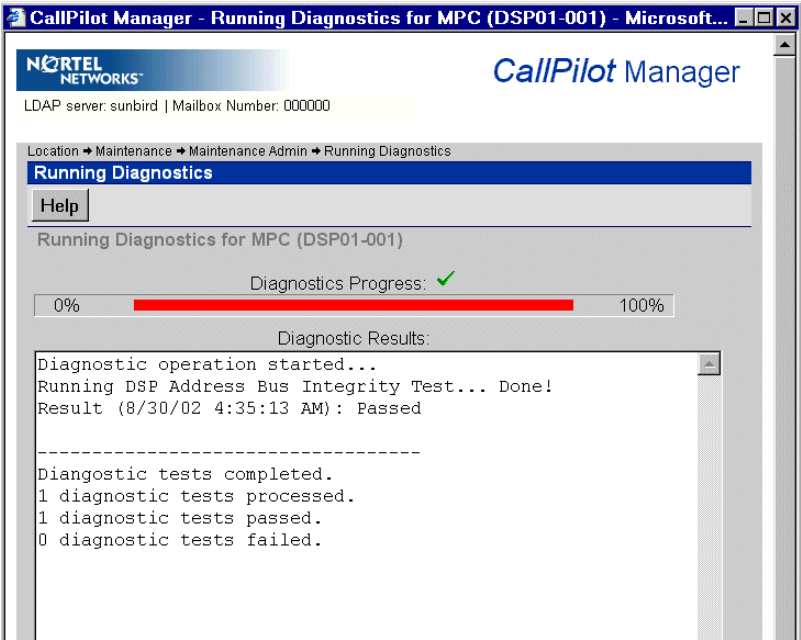 CallPilot Manager - Running Diagnostics for MPC (DSP01-001) - Microsoft...
NORTEL
NETWORKS™
CallPilot Manager
LDAP server: sunbird | Mailbox Number: 000000
Location ➔ Maintenance ➔ Maintenance Admin ➔ Running Diagnostics
Running Diagnostics
Help
Running Diagnostics for MPC (DSP01-001)
Diagnostics Progress: ✓
0% 100%
Diagnostic Results:
Diagnostic operation started...
Running DSP Address Bus Integrity Test... Done!
Result (8/30/02 4:35:13 AM): Passed
-----------------------------------
Diangostic tests completed.
1 diagnostic tests processed.
1 diagnostic tests passed.
0 diagnostic tests failed.